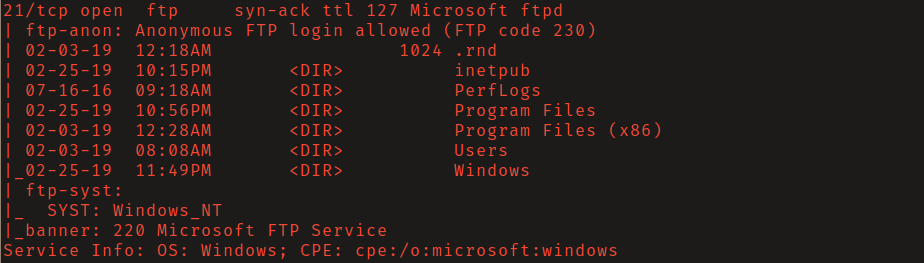 21/tcp open  ftp     syn-ack ttl 127 Microsoft ftpd
| ftp-anon: Anonymous FTP login allowed (FTP code 230)
| 02-03-19  12:18AM                 1024 .rnd
| 02-25-19  10:15PM       <DIR>          inetpub
| 07-16-16  09:18AM       <DIR>          PerfLogs
| 02-25-19  10:56PM       <DIR>          Program Files
| 02-03-19  12:28AM       <DIR>          Program Files (x86)
| 02-03-19  08:08AM       <DIR>          Users
|_02-25-19  11:49PM       <DIR>          Windows
| ftp-syst:
|_  SYST: Windows_NT
|_banner: 220 Microsoft FTP Service
Service Info: OS: Windows; CPE: cpe:/o:microsoft:windows